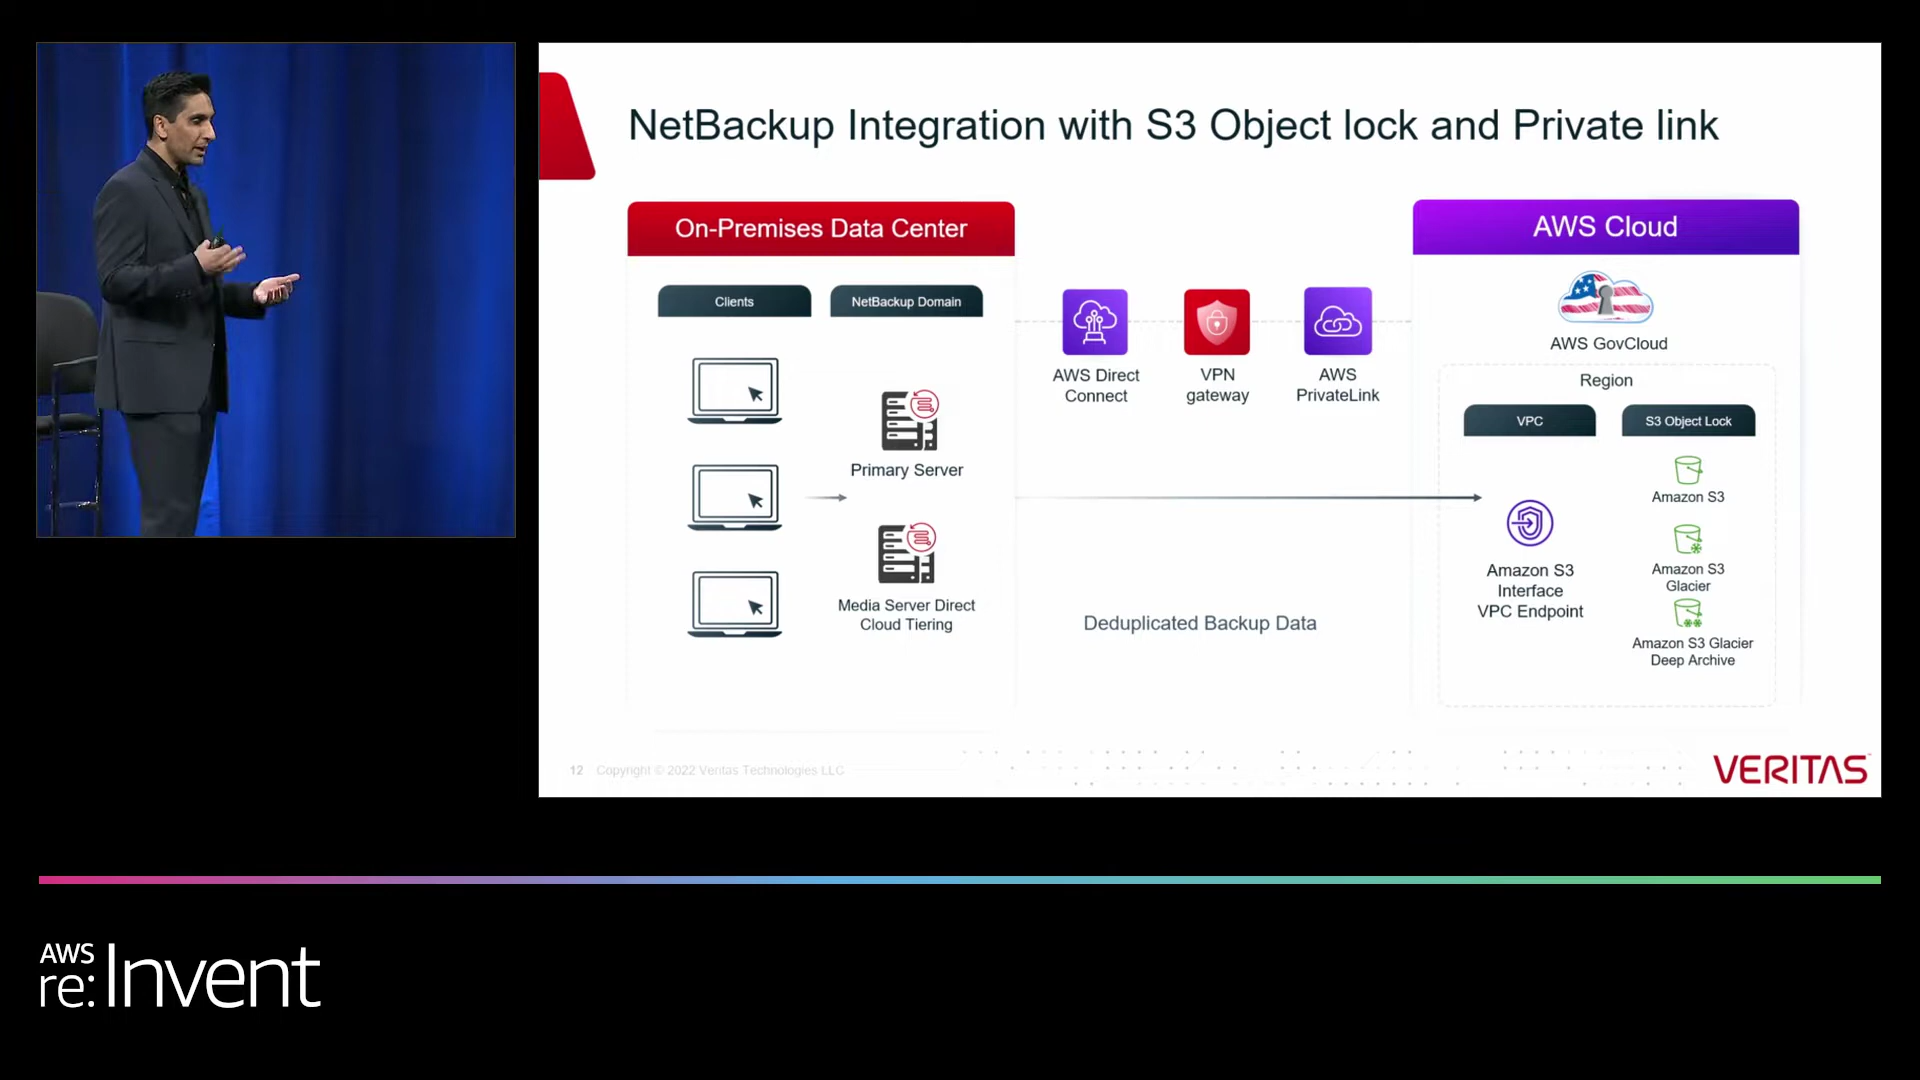 NetBackup Integration with S3 Object lock and Private link
On-Premises Data Center
Clients
NetBackup Domain
Primary Server
Media Server Direct
Cloud Tiering
AWS Direct
Connect
VPN
gateway
AWS
PrivateLink
Deduplicated Backup Data
AWS Cloud
AWS GovCloud
Region
VPC
S3 Object Lock
Amazon S3
Interface
VPC Endpoint
Amazon S3
Amazon S3
Glacier
Amazon S3 Glacier
Deep Archive
12 Copyright © 2022 Veritas Technologies LLC
VERITAS
AWS
re:Invent